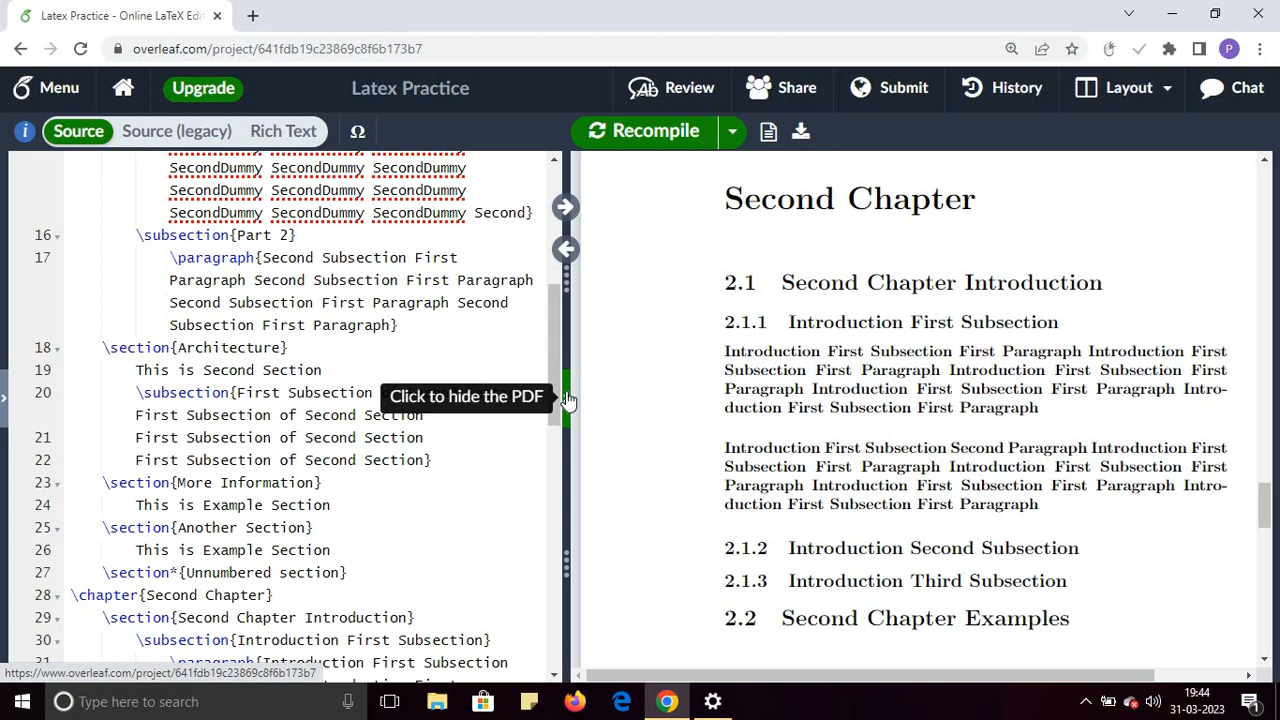 Latex Practice - Online LaTeX Edi
overleaf.com/project/641fdb19c23869c8f6b173b7
P
Menu
Upgrade
Latex Practice
Review
Share
Submit
History
Layout
Chat
i
Source
Source (legacy)
Rich Text
Ω
Recompile
SecondDummy SecondDummy SecondDummy
SecondDummy SecondDummy SecondDummy
SecondDummy SecondDummy SecondDummy Second}
16 \subsection{Part 2}
17 \paragraph{Second Subsection First
Paragraph Second Subsection First Paragraph
Second Subsection First Paragraph Second
Subsection First Paragraph}
18 \section{Architecture}
19 This is Second Section
20 \subsection{First Subsection
Click to hide the PDF
First Subsection of Second Section
21 First Subsection of Second Section
22 First Subsection of Second Section}
23 \section{More Information}
24 This is Example Section
25 \section{Another Section}
26 This is Example Section
27 \section*{Unnumbered section}
28 \chapter{Second Chapter}
29 \section{Second Chapter Introduction}
30 \subsection{Introduction First Subsection}
31 \paragraph{Introduction First Subsection
https://www.overleaf.com/project/641fdb19c23869c8f6b173b7
Second Chapter
2.1 Second Chapter Introduction
2.1.1 Introduction First Subsection
Introduction First Subsection First Paragraph Introduction First
Subsection First Paragraph Introduction First Subsection First
Paragraph Introduction First Subsection First Paragraph Intro-
duction First Subsection First Paragraph
Introduction First Subsection Second Paragraph Introduction First
Subsection First Paragraph Introduction First Subsection First
Paragraph Introduction First Subsection First Paragraph Intro-
duction First Subsection First Paragraph
2.1.2 Introduction Second Subsection
2.1.3 Introduction Third Subsection
2.2 Second Chapter Examples
Type here to search
19:44
31-03-2023
1